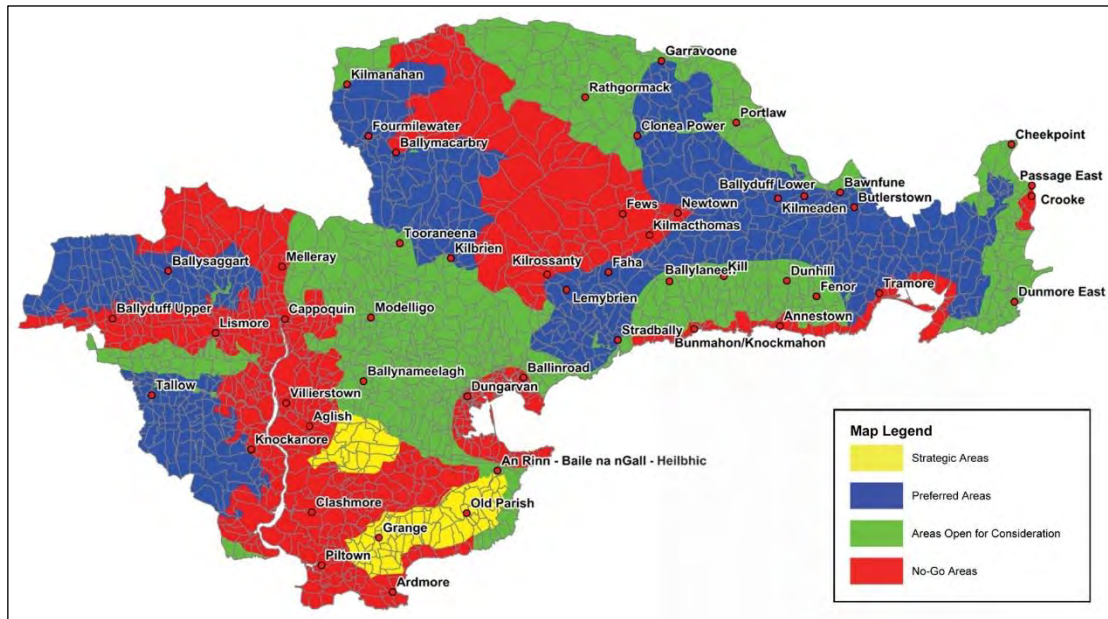 Garravoone
Kilmanahan
Rathgormack
Portlaw
Fourmilewater
Clonea Power
Ballymacarbry
Cheekpoint
Passage East
Ballyduff Lower
Bawnfune
Crooke
Kilmeaden
Butlerstown
Fews
Newtown
Kilmacthomas
Tooraneena
Kilbrien
Melleray
Ballysaggart
Kilrossanty
Faha
Ballylaneen
Kill
Dunhill
Lemybrien
Fenor
Tramore
Dunmore East
Ballyduff Upper
Cappoquin
Modelligo
Lismore
Annestown
Stradbally
Bunmahon/Knockmahon
Ballinroad
Tallow
Ballynameelagh
Dungarvan
Villierstown
Aglish
Knockanore
An Rinn - Baile na nGall - Heilbhic
Clashmore
Old Parish
Grange
Piltown
Ardmore
Map Legend
Strategic Areas
Preferred Areas
Areas Open for Consideration
No-Go Areas